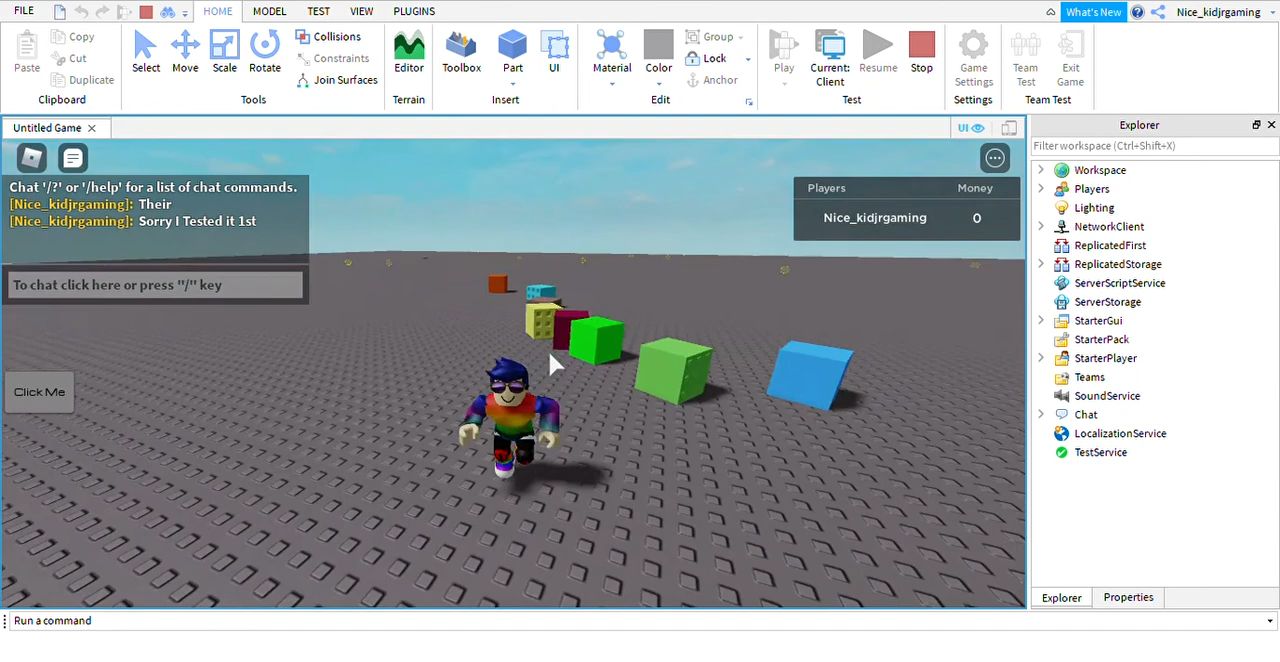 FILE HOME MODEL TEST VIEW PLUGINS What's New Nice_kidjrgaming
Paste Copy Cut Duplicate
Clipboard
Select Move Scale Rotate Collisions Constraints Join Surfaces
Tools
Editor
Terrain
Toolbox Part UI
Insert
Material Color Group Lock Anchor
Edit
Play Current: Client Resume Stop
Test
Game Settings
Settings
Team Test Exit Game
Team Test
Untitled Game
UI
Chat '/?' or '/help' for a list of chat commands.
[Nice_kidjrgaming]: Their
[Nice_kidjrgaming]: Sorry I Tested it 1st
To chat click here or press "/" key
Players Money
Nice_kidjrgaming 0
Click Me
Explorer
Filter workspace (Ctrl+Shift+X)
Workspace
Players
Lighting
NetworkClient
ReplicatedFirst
ReplicatedStorage
ServerScriptService
ServerStorage
StarterGui
StarterPack
StarterPlayer
Teams
SoundService
Chat
LocalizationService
TestService
Explorer Properties
Run a command